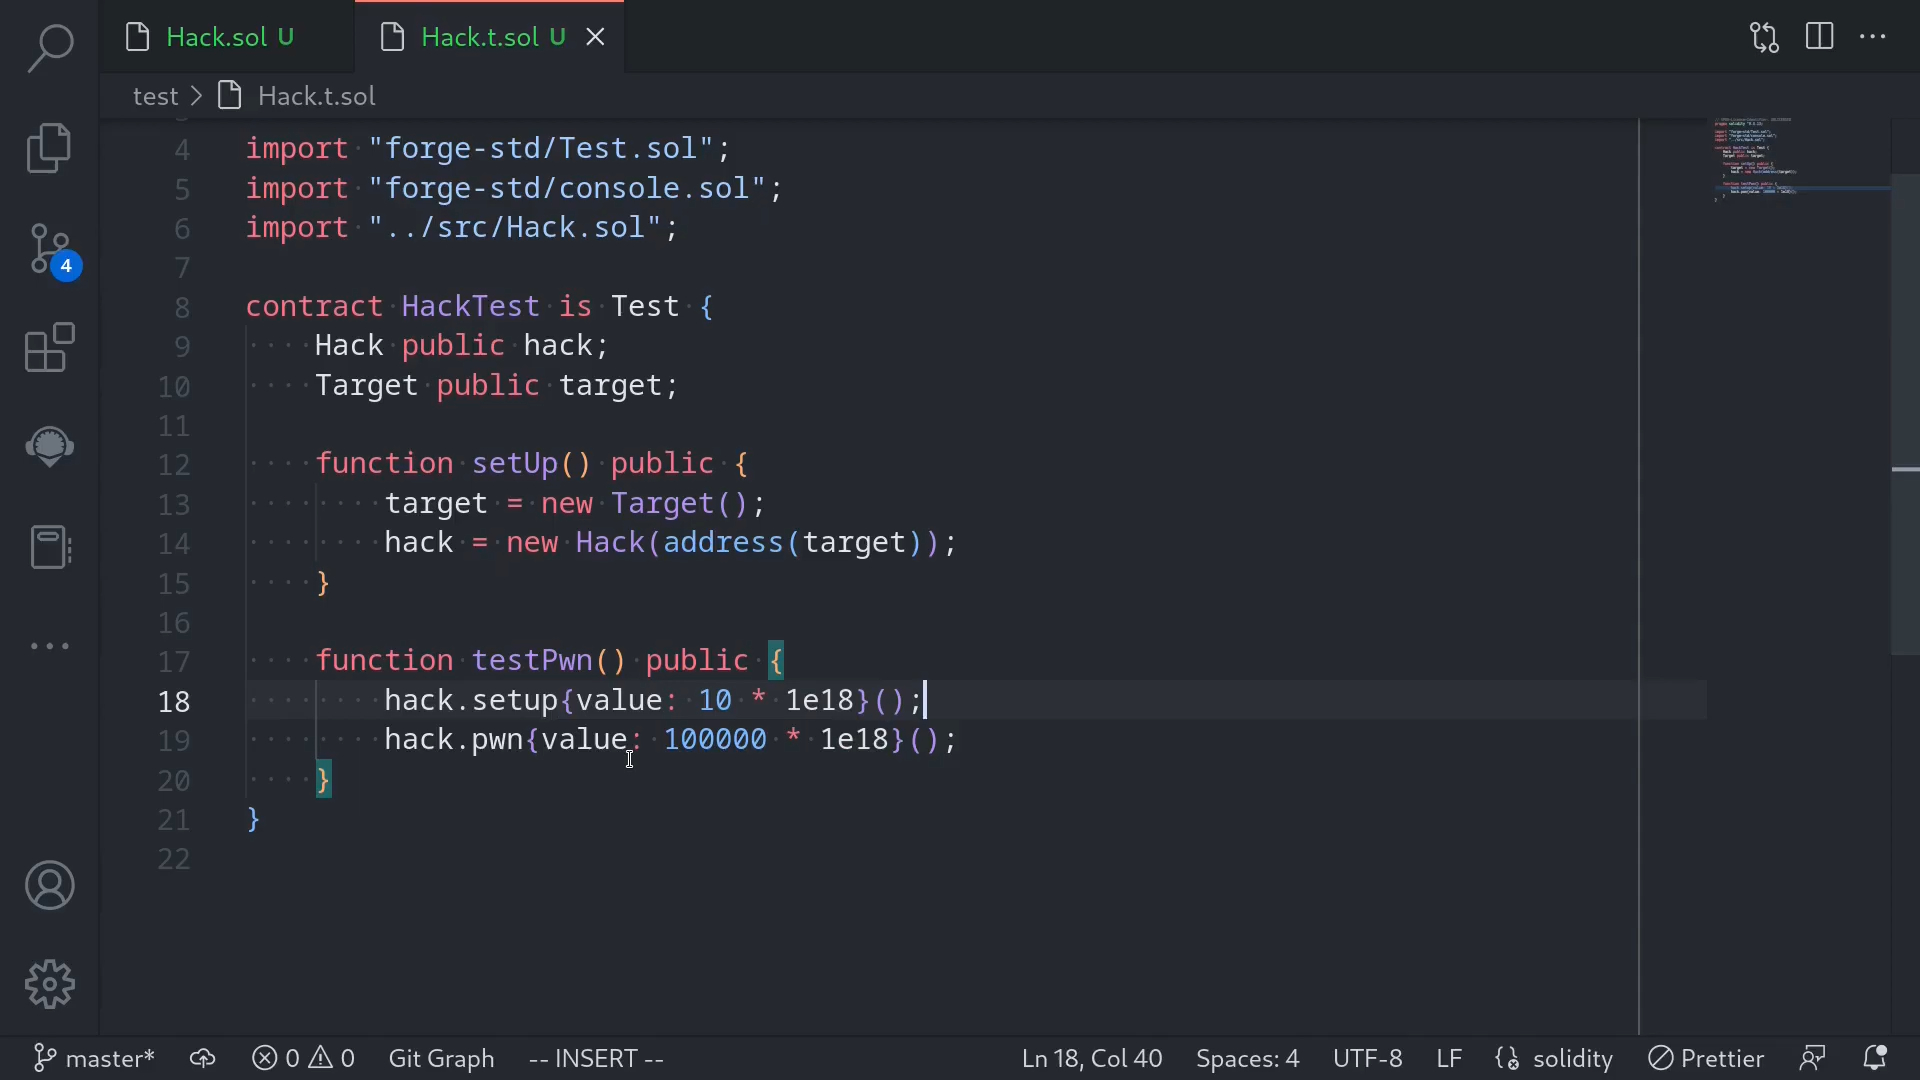 Hack.sol U
Hack.t.sol U
test > Hack.t.sol
4 import "forge-std/Test.sol";
5 import "forge-std/console.sol";
6 import "../src/Hack.sol";
7
8 contract HackTest is Test {
9 Hack public hack;
10 Target public target;
11
12 function setUp() public {
13 target = new Target();
14 hack = new Hack(address(target));
15 }
16
17 function testPwn() public {
18 hack.setup{value: 10 * 1e18}();
19 hack.pwn{value: 100000 * 1e18}();
20 }
21 }
22
4
master* 0 0 Git Graph -- INSERT -- Ln 18, Col 40 Spaces: 4 UTF-8 LF solidity Prettier